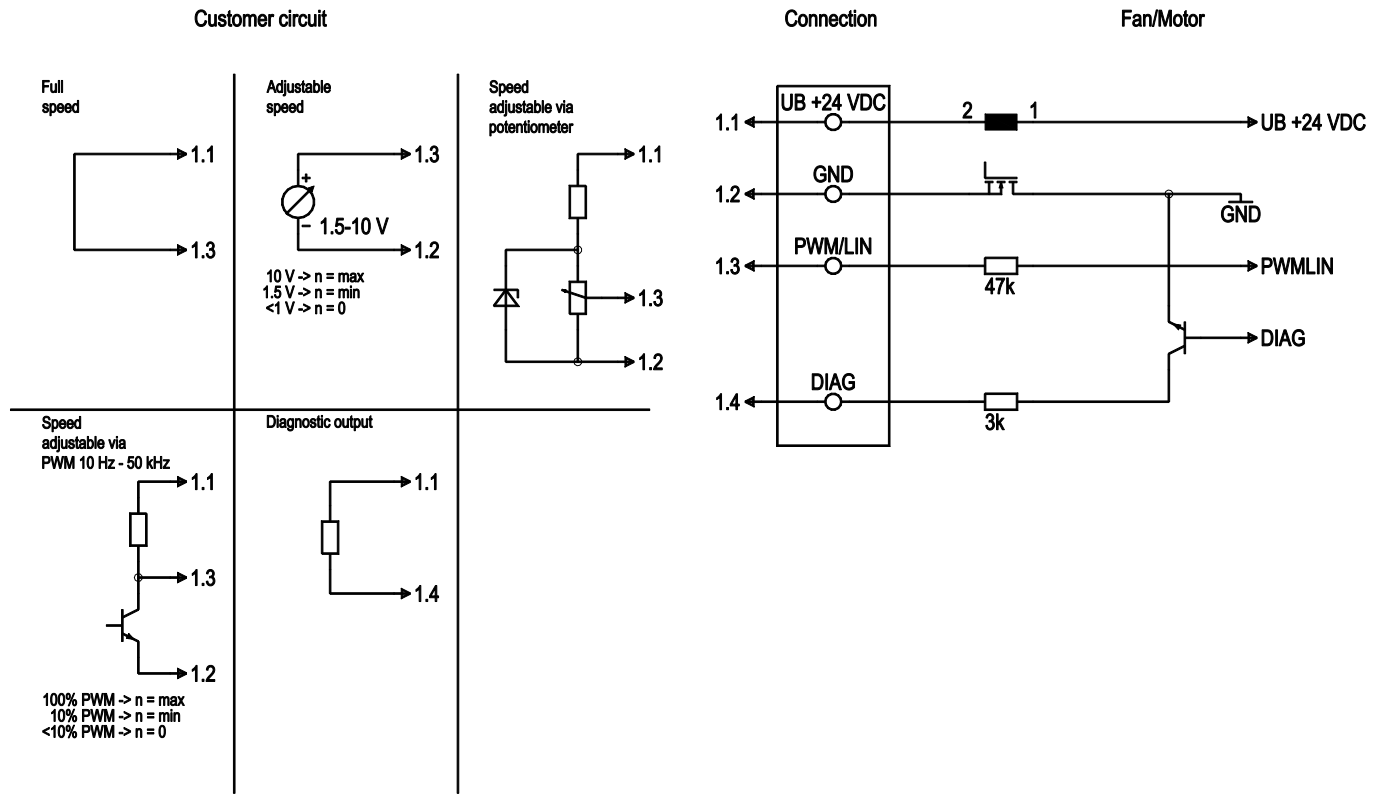 Customer circuit
Connection
Fan/Motor
Full
speed
1.1
1.3
Adjustable
speed
1.3
+
–
1.5-10 V
1.2
10 V -> n = max
1.5 V -> n = min
<1 V -> n = 0
Speed
adjustable via
potentiometer
1.1
1.3
1.2
Speed
adjustable via
PWM 10 Hz - 50 kHz
1.1
1.3
1.2
100% PWM -> n = max
10% PWM -> n = min
<10% PWM -> n = 0
Diagnostic output
1.1
1.4
UB +24 VDC
1.1
2
1
UB +24 VDC
GND
1.2
GND
PWM/LIN
1.3
47k
PWMLIN
DIAG
DIAG
1.4
3k